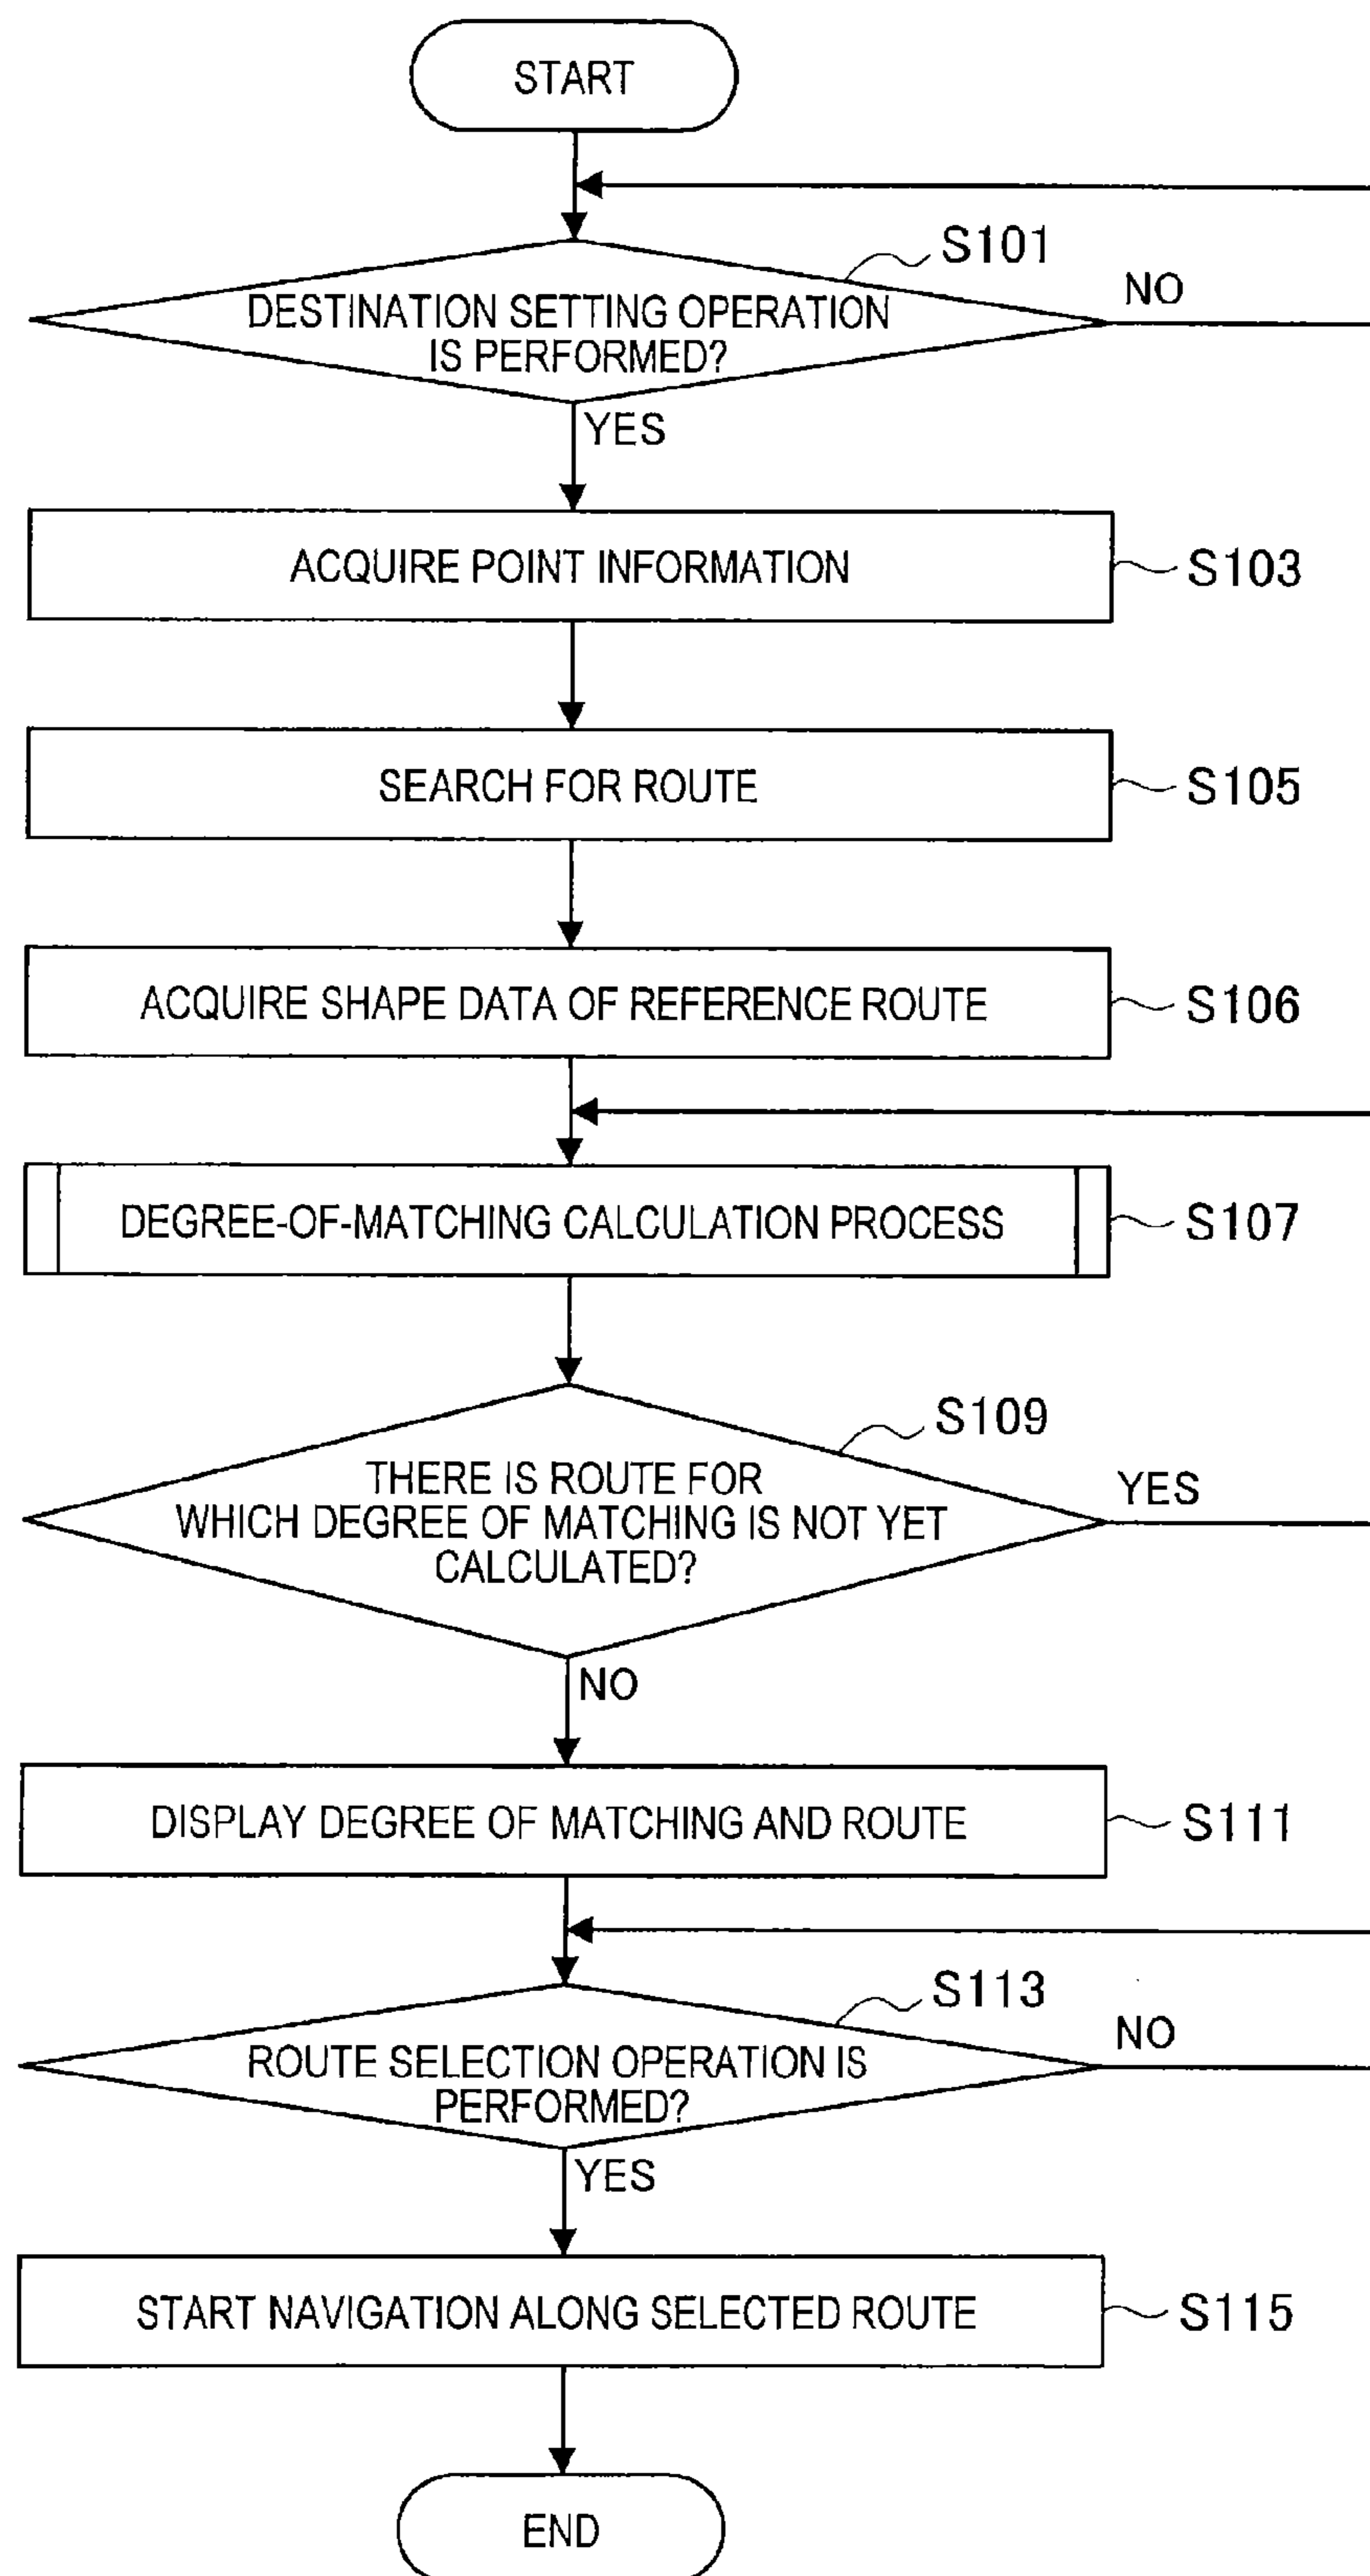 START
S101
NO
DESTINATION SETTING OPERATION
IS PERFORMED?
YES
ACQUIRE POINT INFORMATION
S103
SEARCH FOR ROUTE
S105
ACQUIRE SHAPE DATA OF REFERENCE ROUTE
S106
DEGREE-OF-MATCHING CALCULATION PROCESS
S107
S109
THERE IS ROUTE FOR
WHICH DEGREE OF MATCHING IS NOT YET
CALCULATED?
YES
NO
DISPLAY DEGREE OF MATCHING AND ROUTE
S111
S113
NO
ROUTE SELECTION OPERATION IS
PERFORMED?
YES
START NAVIGATION ALONG SELECTED ROUTE
S115
END